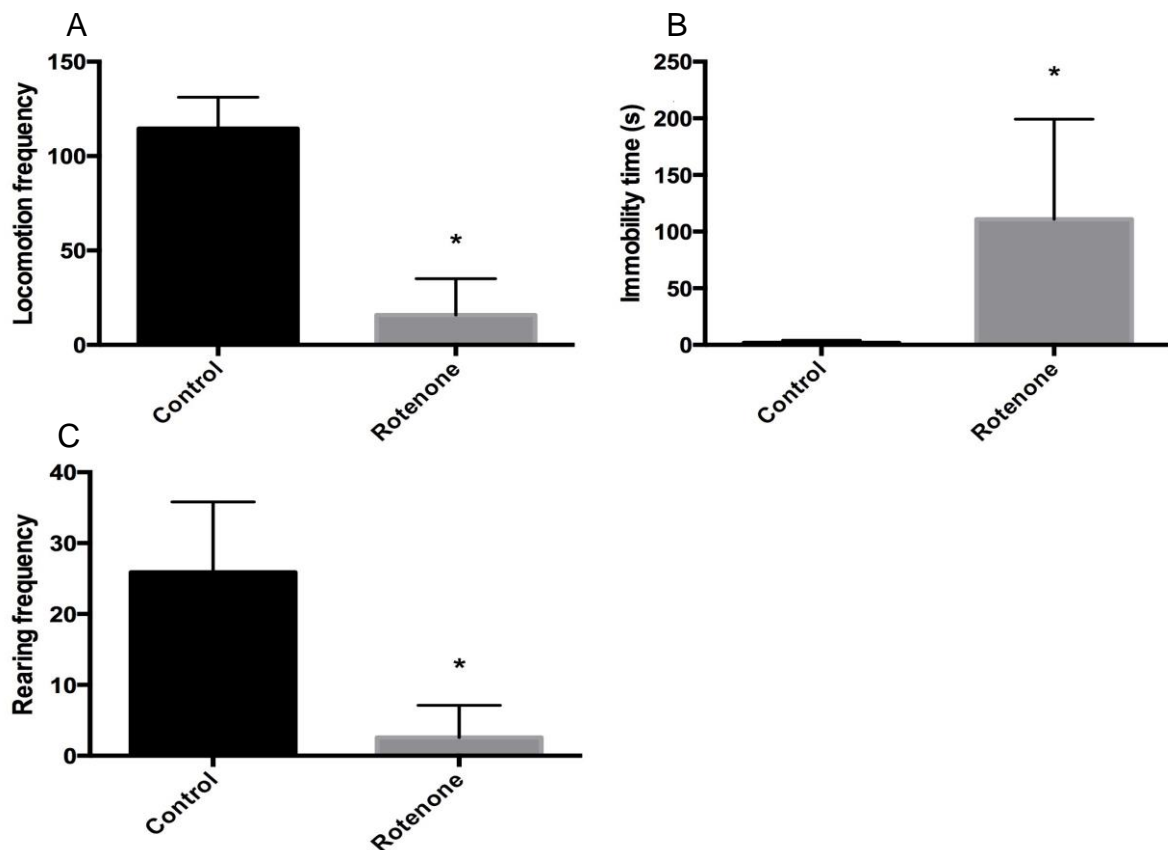 A
Locomotion frequency
150
100
50
0
*
Control
Rotenone
B
Immobility time (s)
250
200
150
100
50
0
*
Control
Rotenone
C
Rearing frequency
40
30
20
10
0
*
Control
Rotenone